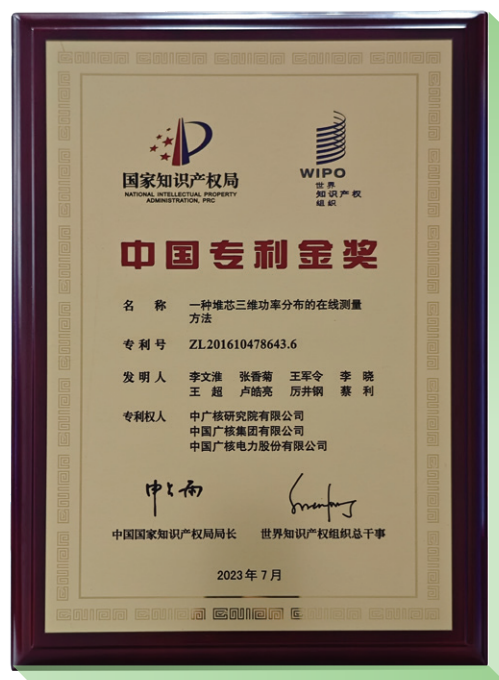 国家知识产权局
NATIONAL INTELLECTUAL PROPERTY
ADMINISTRATION, PRC
WIPO
世界
知识产权
组织
中国专利金奖
名 称 一种堆芯三维功率分布的在线测量
方法
专利号 ZL201610478643.6
发明人 李文淮 张香菊 王军令 李 晓
王 超 卢皓亮 厉井钢 蔡 利
专利权人 中广核研究院有限公司
中国广核集团有限公司
中国广核电力股份有限公司
申长雨
中国国家知识产权局局长 世界知识产权组织总干事
2023年7月